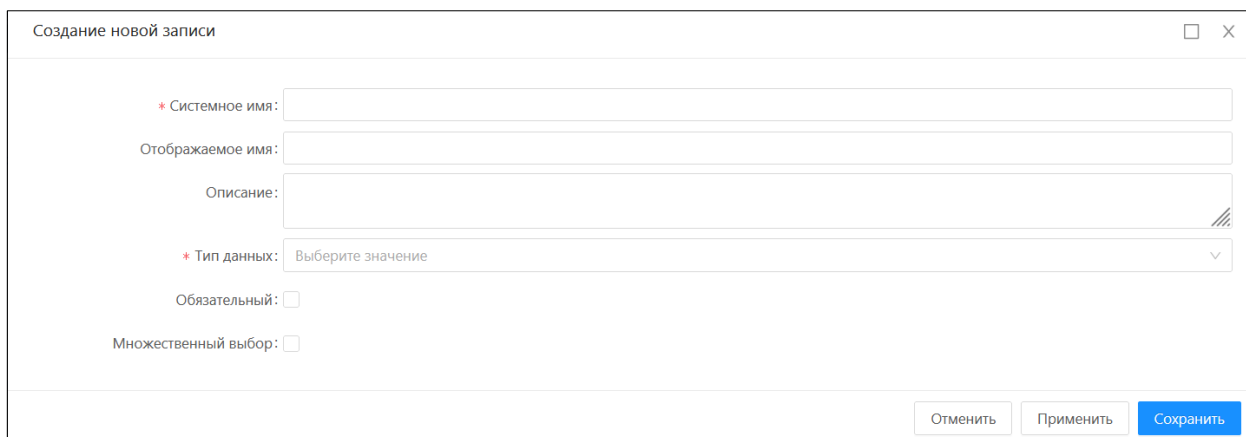 Создание новой записи
* Системное имя:
Отображаемое имя:
Описание:
* Тип данных: Выберите значение
Обязательный:
Множественный выбор:
Отменить Применить Сохранить